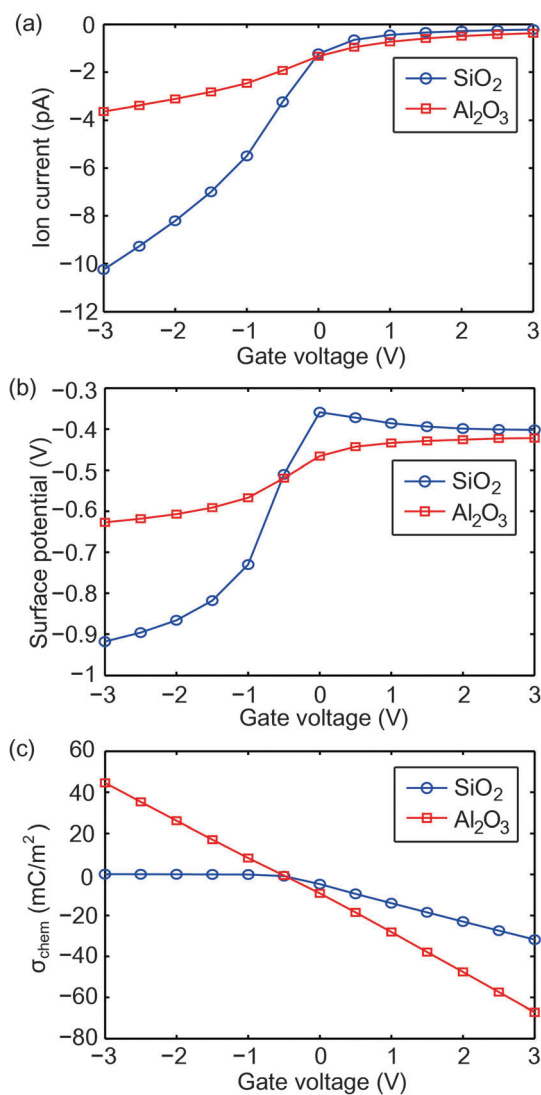 (a)
0
−2
−4
−6
−8
−10
−12
Ion current (pA)
SiO₂
Al₂O₃
−3 −2 −1 0 1 2 3
Gate voltage (V)
(b)
−0.3
−0.4
−0.5
−0.6
−0.7
−0.8
−0.9
−1
Surface potential (V)
SiO₂
Al₂O₃
−3 −2 −1 0 1 2 3
Gate voltage (V)
(c)
60
40
20
0
−20
−40
−60
−80
σchem (mC/m²)
SiO₂
Al₂O₃
−3 −2 −1 0 1 2 3
Gate voltage (V)